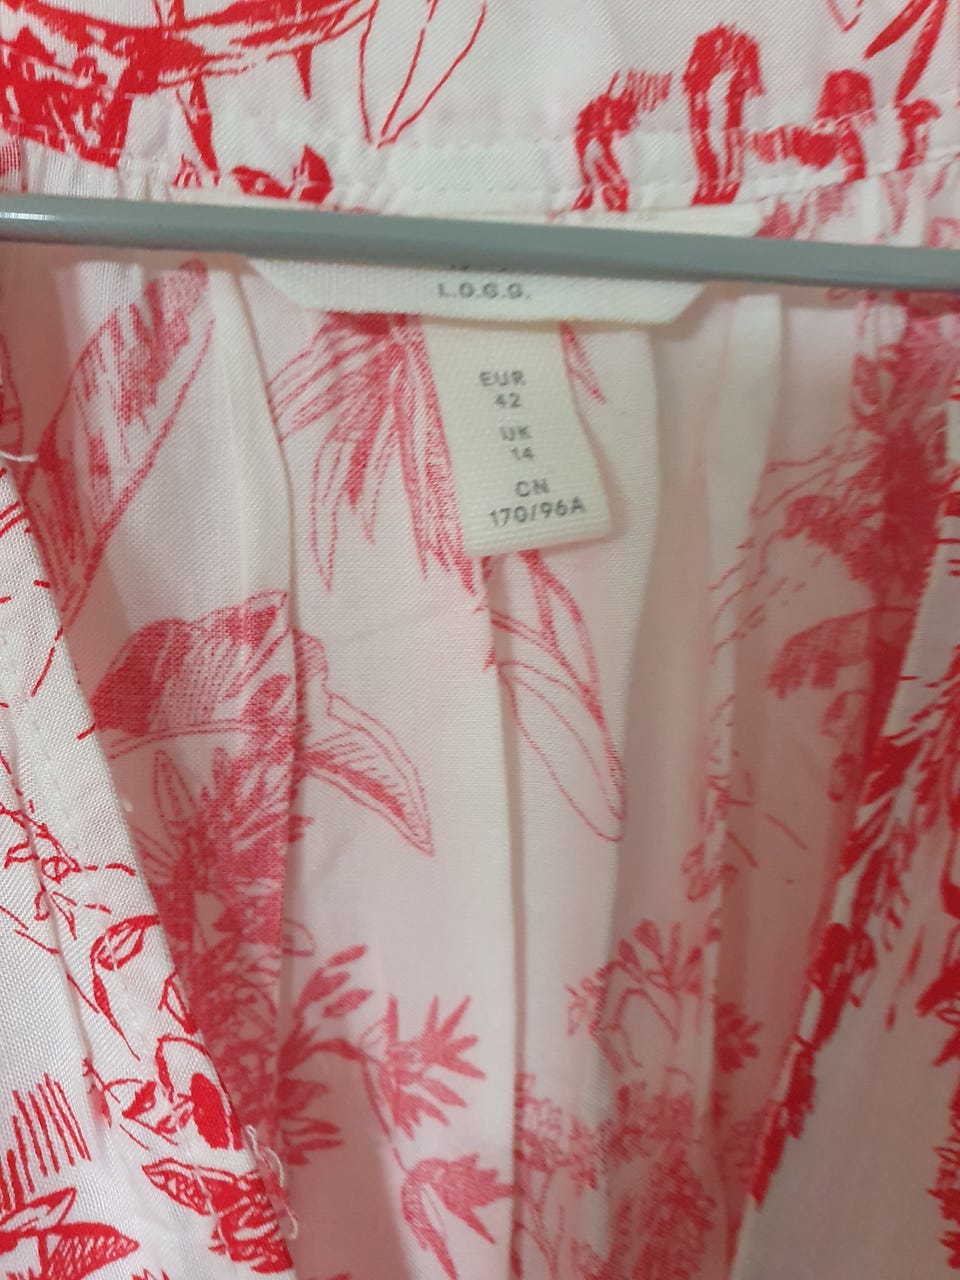 L.O.G.G.
EUR
42
UK
14
CN
170/96A